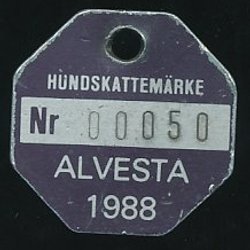 HUNDSKATTEMÄRKE
Nr 00050
ALVESTA
1988